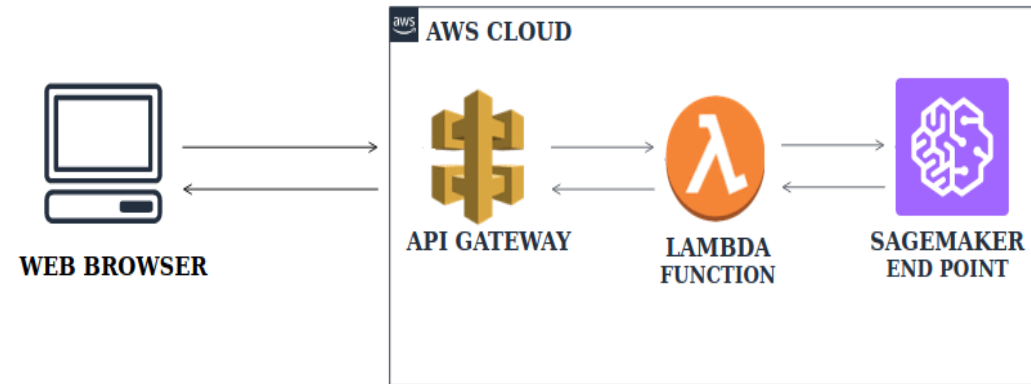 aws
AWS CLOUD
API GATEWAY
LAMBDA
FUNCTION
SAGEMAKER
END POINT
WEB BROWSER